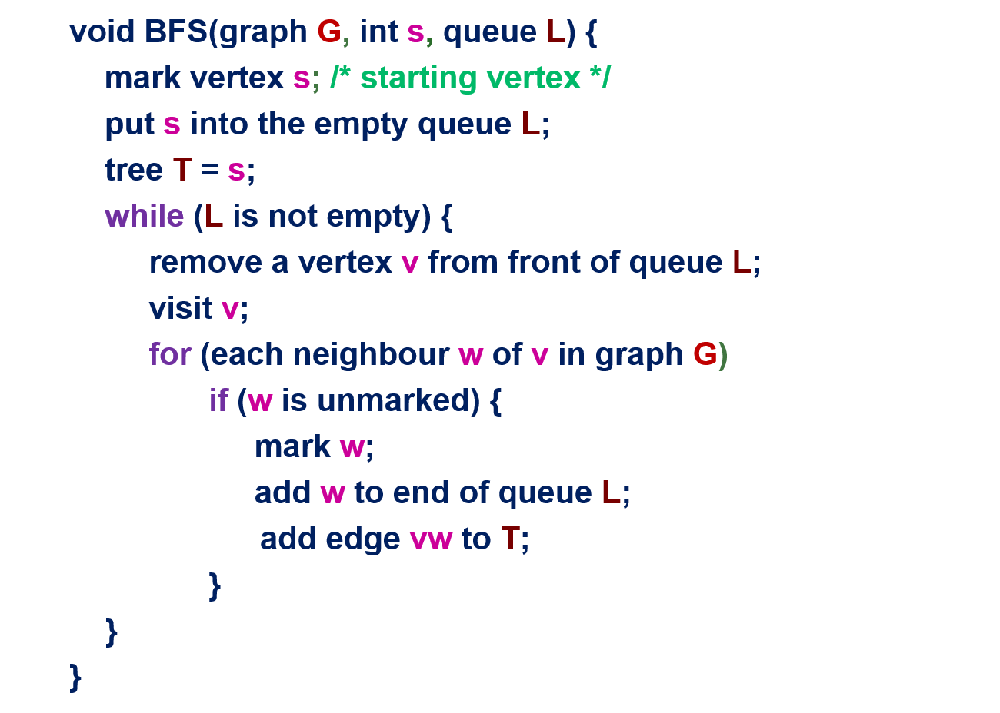 void BFS(graph G, int s, queue L) {
mark vertex s; /* starting vertex */
put s into the empty queue L;
tree T = s;
while (L is not empty) {
remove a vertex v from front of queue L;
visit v;
for (each neighbour w of v in graph G)
if (w is unmarked) {
mark w;
add w to end of queue L;
add edge vw to T;
}
}
}